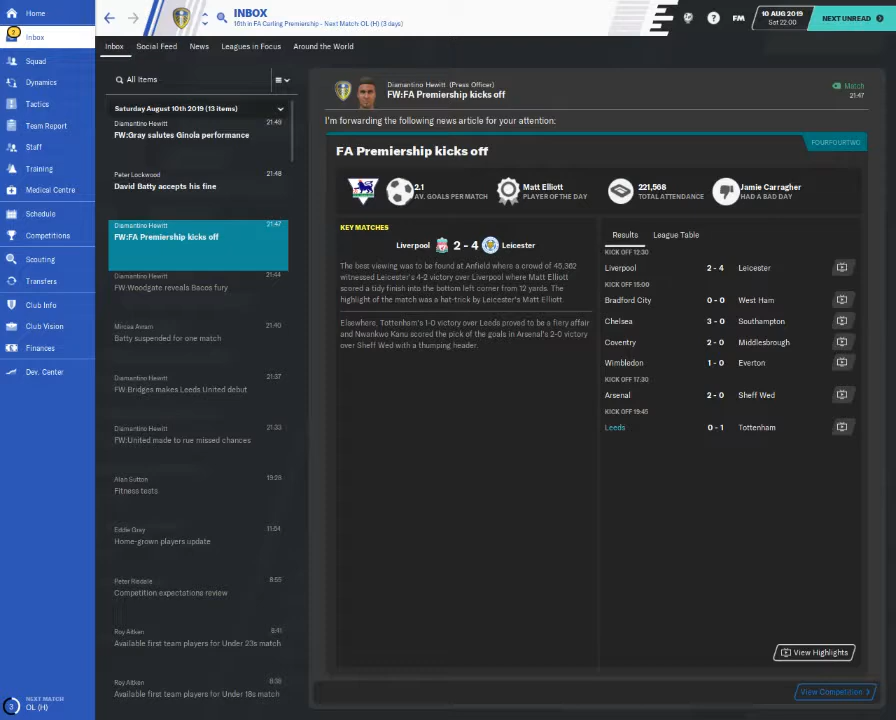 Home
Inbox
Squad
Dynamics
Tactics
Team Report
Staff
Training
Medical Centre
Schedule
Competitions
Scouting
Transfers
Club Info
Club Vision
Finances
Dev. Center
3
NEXT MATCH
OL (H)
INBOX
16th in FA Carling Premiership - Next Match: OL (H) (3 days)
?
FM
10 AUG 2019
Sat 22:00
NEXT UNREAD
Inbox
Social Feed
News
Leagues in Focus
Around the World
All Items
Saturday August 10th 2019 (13 items)
Diamantino Hewitt 21:49
FW:Gray salutes Ginola performance
Peter Lockwood 21:48
David Batty accepts his fine
Diamantino Hewitt 21:47
FW:FA Premiership kicks off
Diamantino Hewitt 21:44
FW:Woodgate reveals Bacos fury
Mircea Avram 21:40
Batty suspended for one match
Diamantino Hewitt 21:37
FW:Bridges makes Leeds United debut
Diamantino Hewitt 21:33
FW:United made to rue missed chances
Alan Sutton 19:26
Fitness tests
Eddie Gray 11:54
Home-grown players update
Peter Risdale 8:55
Competition expectations review
Roy Aitken 8:41
Available first team players for Under 23s match
Roy Aitken 8:38
Available first team players for Under 18s match
Diamantino Hewitt (Press Officer)
FW:FA Premiership kicks off
Match
21:47
I'm forwarding the following news article for your attention:
FOURFOURTWO
FA Premiership kicks off
2.1
AV. GOALS PER MATCH
Matt Elliott
PLAYER OF THE DAY
221,568
TOTAL ATTENDANCE
Jamie Carragher
HAD A BAD DAY
KEY MATCHES
Liverpool 2 - 4 Leicester
The best viewing was to be found at Anfield where a crowd of 45,362
witnessed Leicester's 4-2 victory over Liverpool where Matt Elliott
scored a tidy finish into the bottom left corner from 12 yards. The
highlight of the match was a hat-trick by Leicester's Matt Elliott.
Elsewhere, Tottenham's 1-0 victory over Leeds proved to be a fiery affair
and Nwankwo Kanu scored the pick of the goals in Arsenal's 2-0 victory
over Sheff Wed with a thumping header.
Results
League Table
KICK OFF 12:30
Liverpool 2 - 4 Leicester
KICK OFF 15:00
Bradford City 0 - 0 West Ham
Chelsea 3 - 0 Southampton
Coventry 2 - 0 Middlesbrough
Wimbledon 1 - 0 Everton
KICK OFF 17:30
Arsenal 2 - 0 Sheff Wed
KICK OFF 19:45
Leeds 0 - 1 Tottenham
View Highlights
View Competition